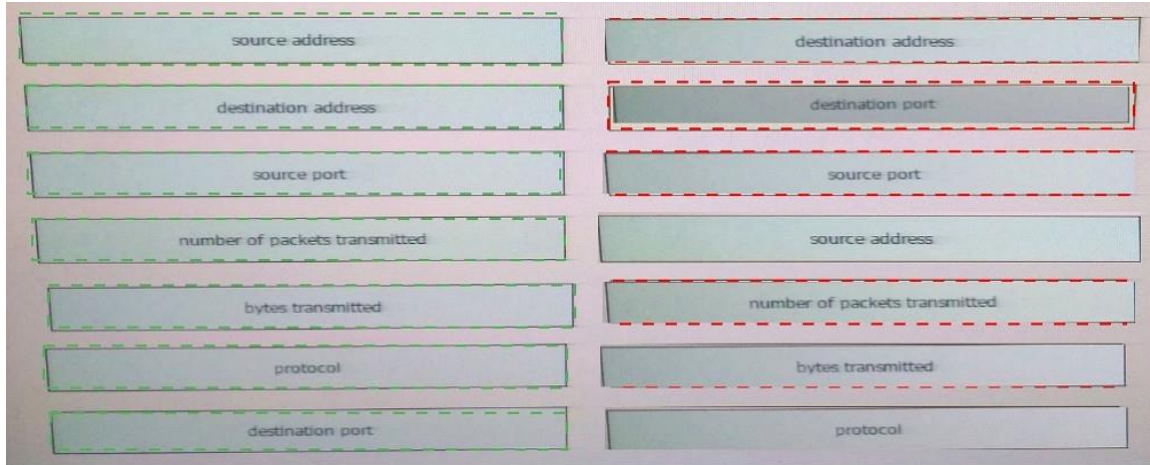 source address
destination address
destination address
destination port
source port
source port
number of packets transmitted
source address
bytes transmitted
number of packets transmitted
protocol
bytes transmitted
destination port
protocol